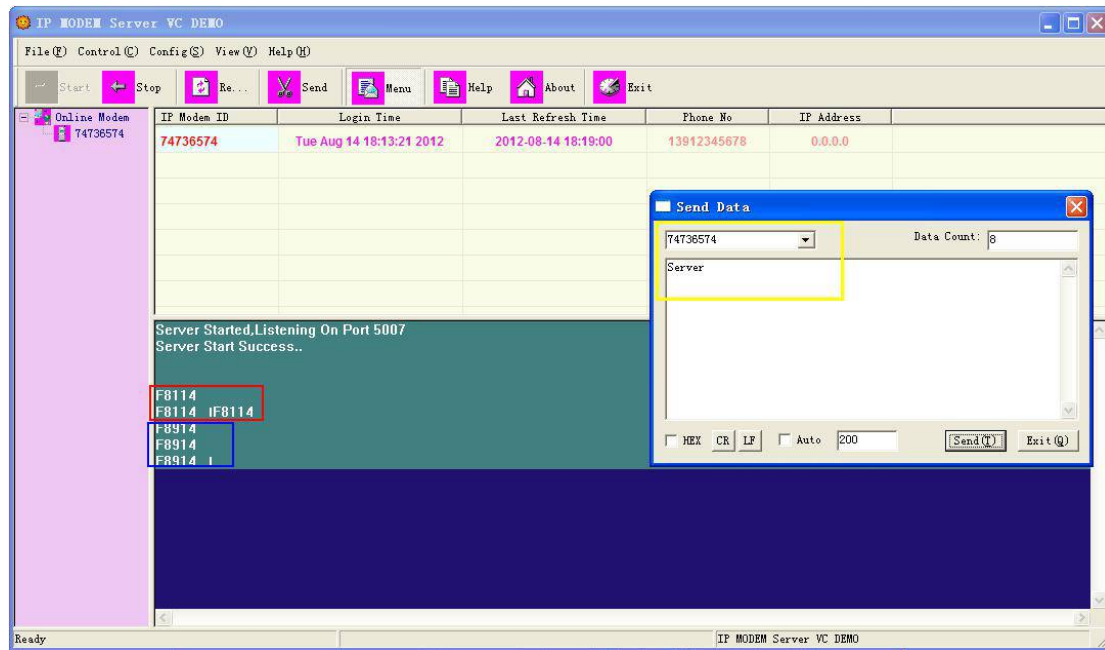 IP MODEM Server VC DEMO
File(F) Control(C) Config(S) View(V) Help(H)
Start Stop Re... Send Menu Help About Exit
Online Modem
74736574
IP Modem ID Login Time Last Refresh Time Phone No IP Address
74736574 Tue Aug 14 18:13:21 2012 2012-08-14 18:19:00 13912345678 0.0.0.0
Send Data
74736574 Data Count: 8
Server
HEX CR LF Auto 200 Send(T) Exit(Q)
Server Started,Listening On Port 5007
Server Start Success..
F8114
F8114 IF8114
F8914
F8914
F8914 I
Ready IP MODEM Server VC DEMO